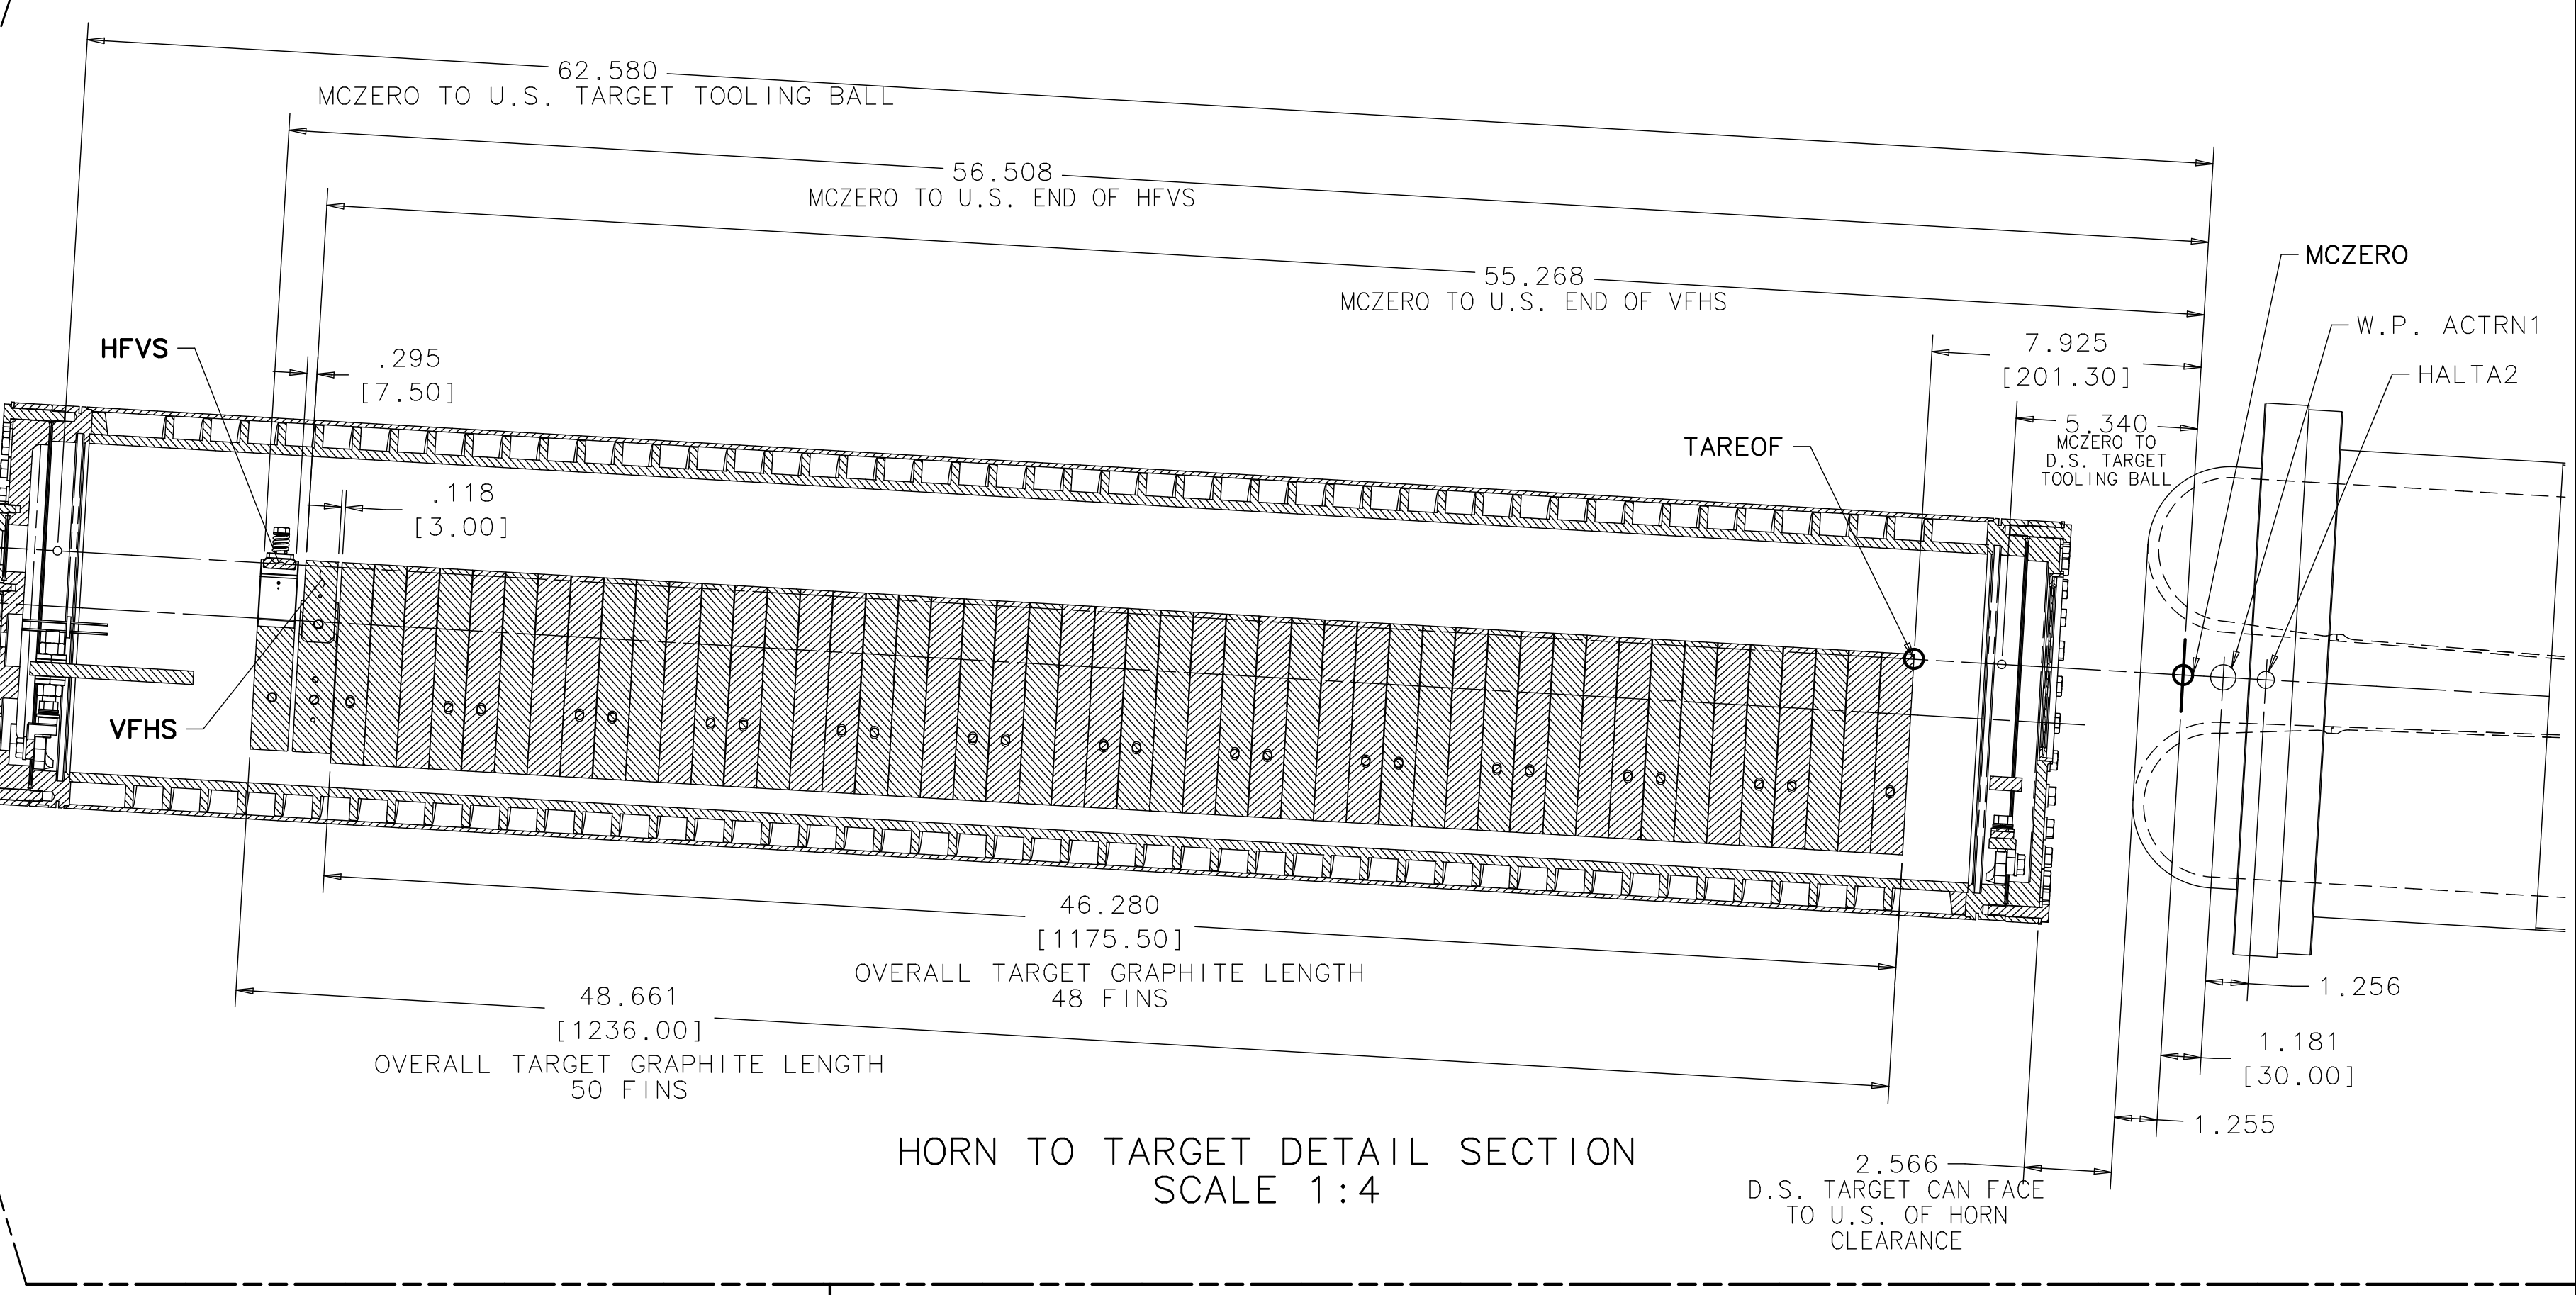 62.580
MCZERO TO U.S. TARGET TOOLING BALL
56.508
MCZERO TO U.S. END OF HFVS
55.268
MCZERO TO U.S. END OF VFHS
MCZERO
W.P. ACTRN1
HALTA2
7.925
[201.30]
5.340
MCZERO TO
D.S. TARGET
TOOLING BALL
HFVS
.295
[7.50]
TAREOF
.118
[3.00]
VFHS
46.280
[1175.50]
OVERALL TARGET GRAPHITE LENGTH
48 FINS
48.661
[1236.00]
OVERALL TARGET GRAPHITE LENGTH
50 FINS
1.256
1.181
[30.00]
1.255
2.566
D.S. TARGET CAN FACE
TO U.S. OF HORN
CLEARANCE
HORN TO TARGET DETAIL SECTION
SCALE 1:4